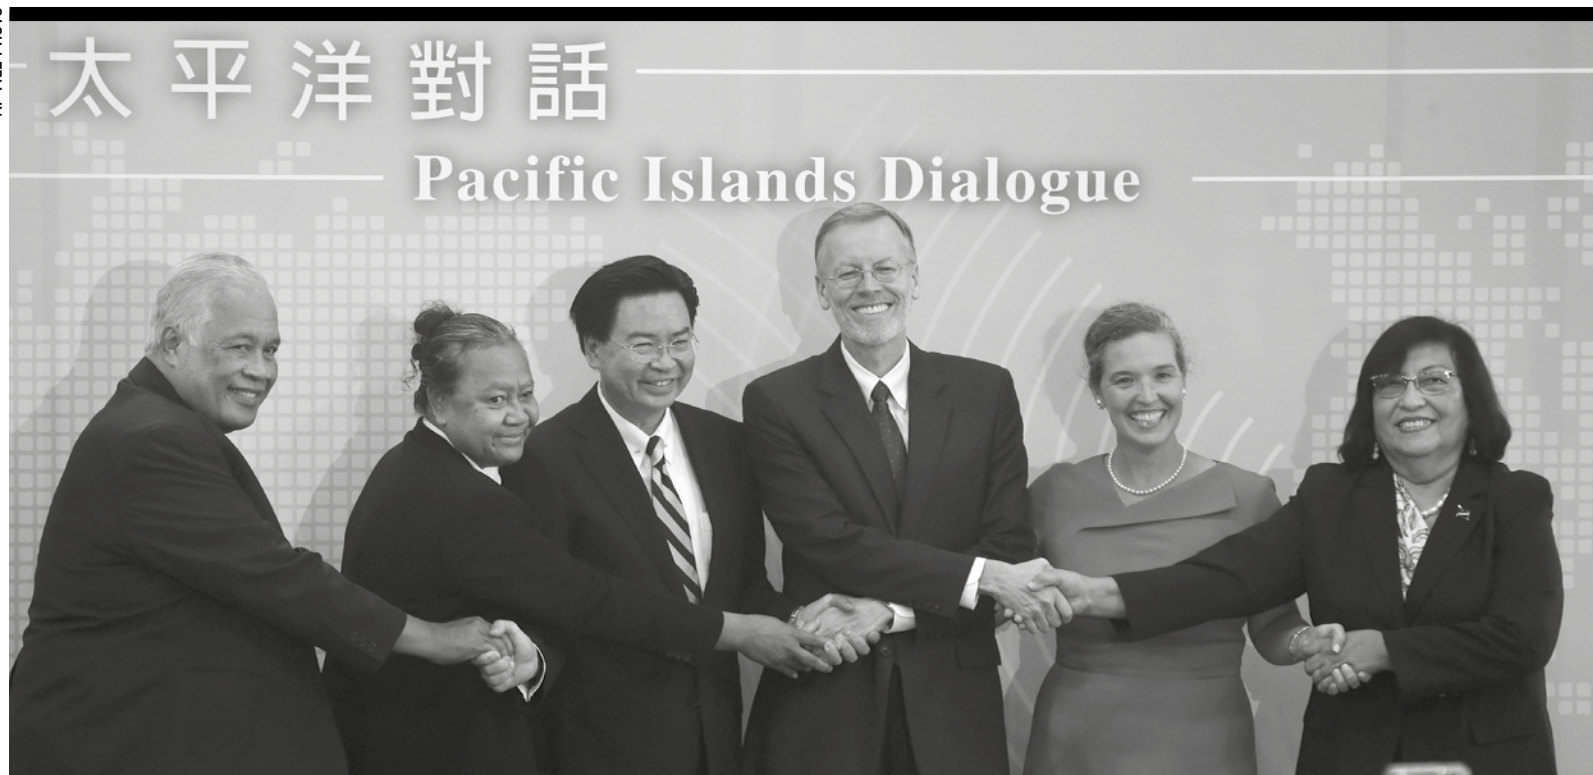 太平洋對話
Pacific Islands Dialogue